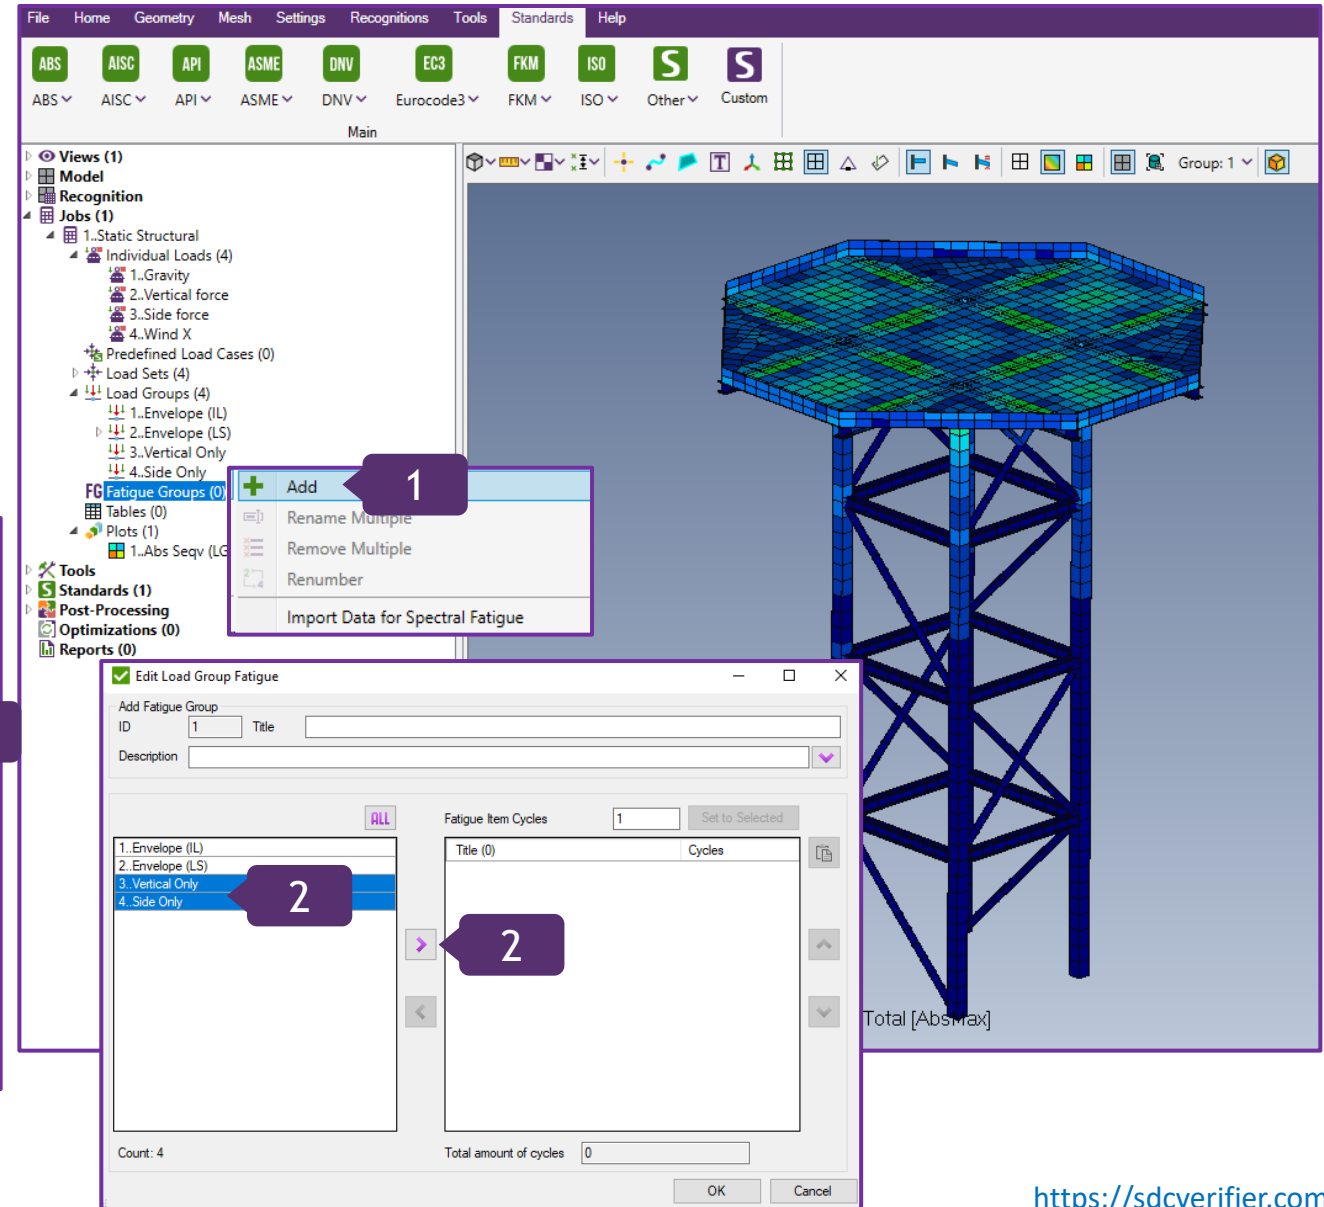 File Home Geometry Mesh Settings Recognitions Tools Standards Help
ABS AISC API ASME DNV EC3 FKM ISO S S
ABS AISC API ASME DNV Eurocode3 FKM ISO Other Custom
Main
Views (1)
Model
Recognition
Jobs (1)
1..Static Structural
Individual Loads (4)
1..Gravity
2..Vertical force
3..Side force
4..Wind X
Predefined Load Cases (0)
Load Sets (4)
Load Groups (4)
1..Envelope (IL)
2..Envelope (LS)
3..Vertical Only
4..Side Only
FG Fatigue Groups (0)
Tables (0)
Plots (1)
1..Abs Seqv (LG
Tools
S Standards (1)
Post-Processing
Optimizations (0)
Reports (0)
T Group: 1
Add 1
Rename Multiple
Remove Multiple
Renumber
Import Data for Spectral Fatigue
Total [AbsMax]
Edit Load Group Fatigue
Add Fatigue Group
ID 1 Title
Description
ALL Fatigue Item Cycles 1 Set to Selected
1..Envelope (IL)
2..Envelope (LS)
3..Vertical Only
4..Side Only
2
Title (0) Cycles
2
Count: 4 Total amount of cycles 0
OK Cancel
https://sdcverifier.com